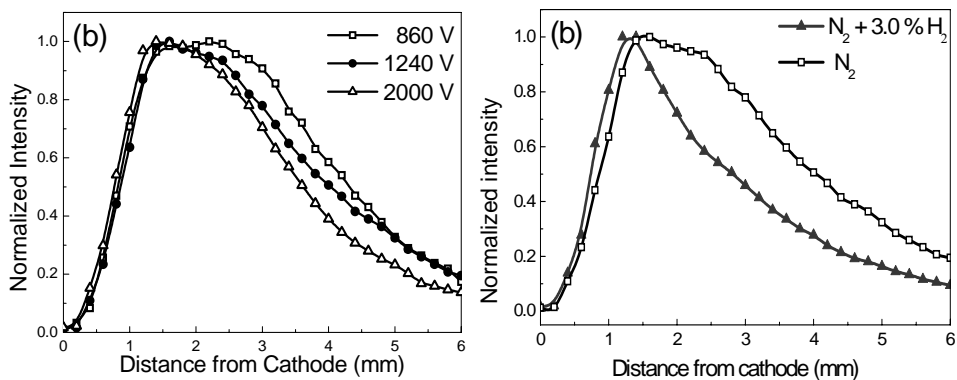 (b)
860 V
1240 V
2000 V
Normalized Intensity
1.0
0.8
0.6
0.4
0.2
0.0
0 1 2 3 4 5 6
Distance from Cathode (mm)
(b)
N₂ + 3.0 % H₂
N₂
Normalized intensity
1.0
0.8
0.6
0.4
0.2
0.0
0 1 2 3 4 5 6
Distance from cathode (mm)